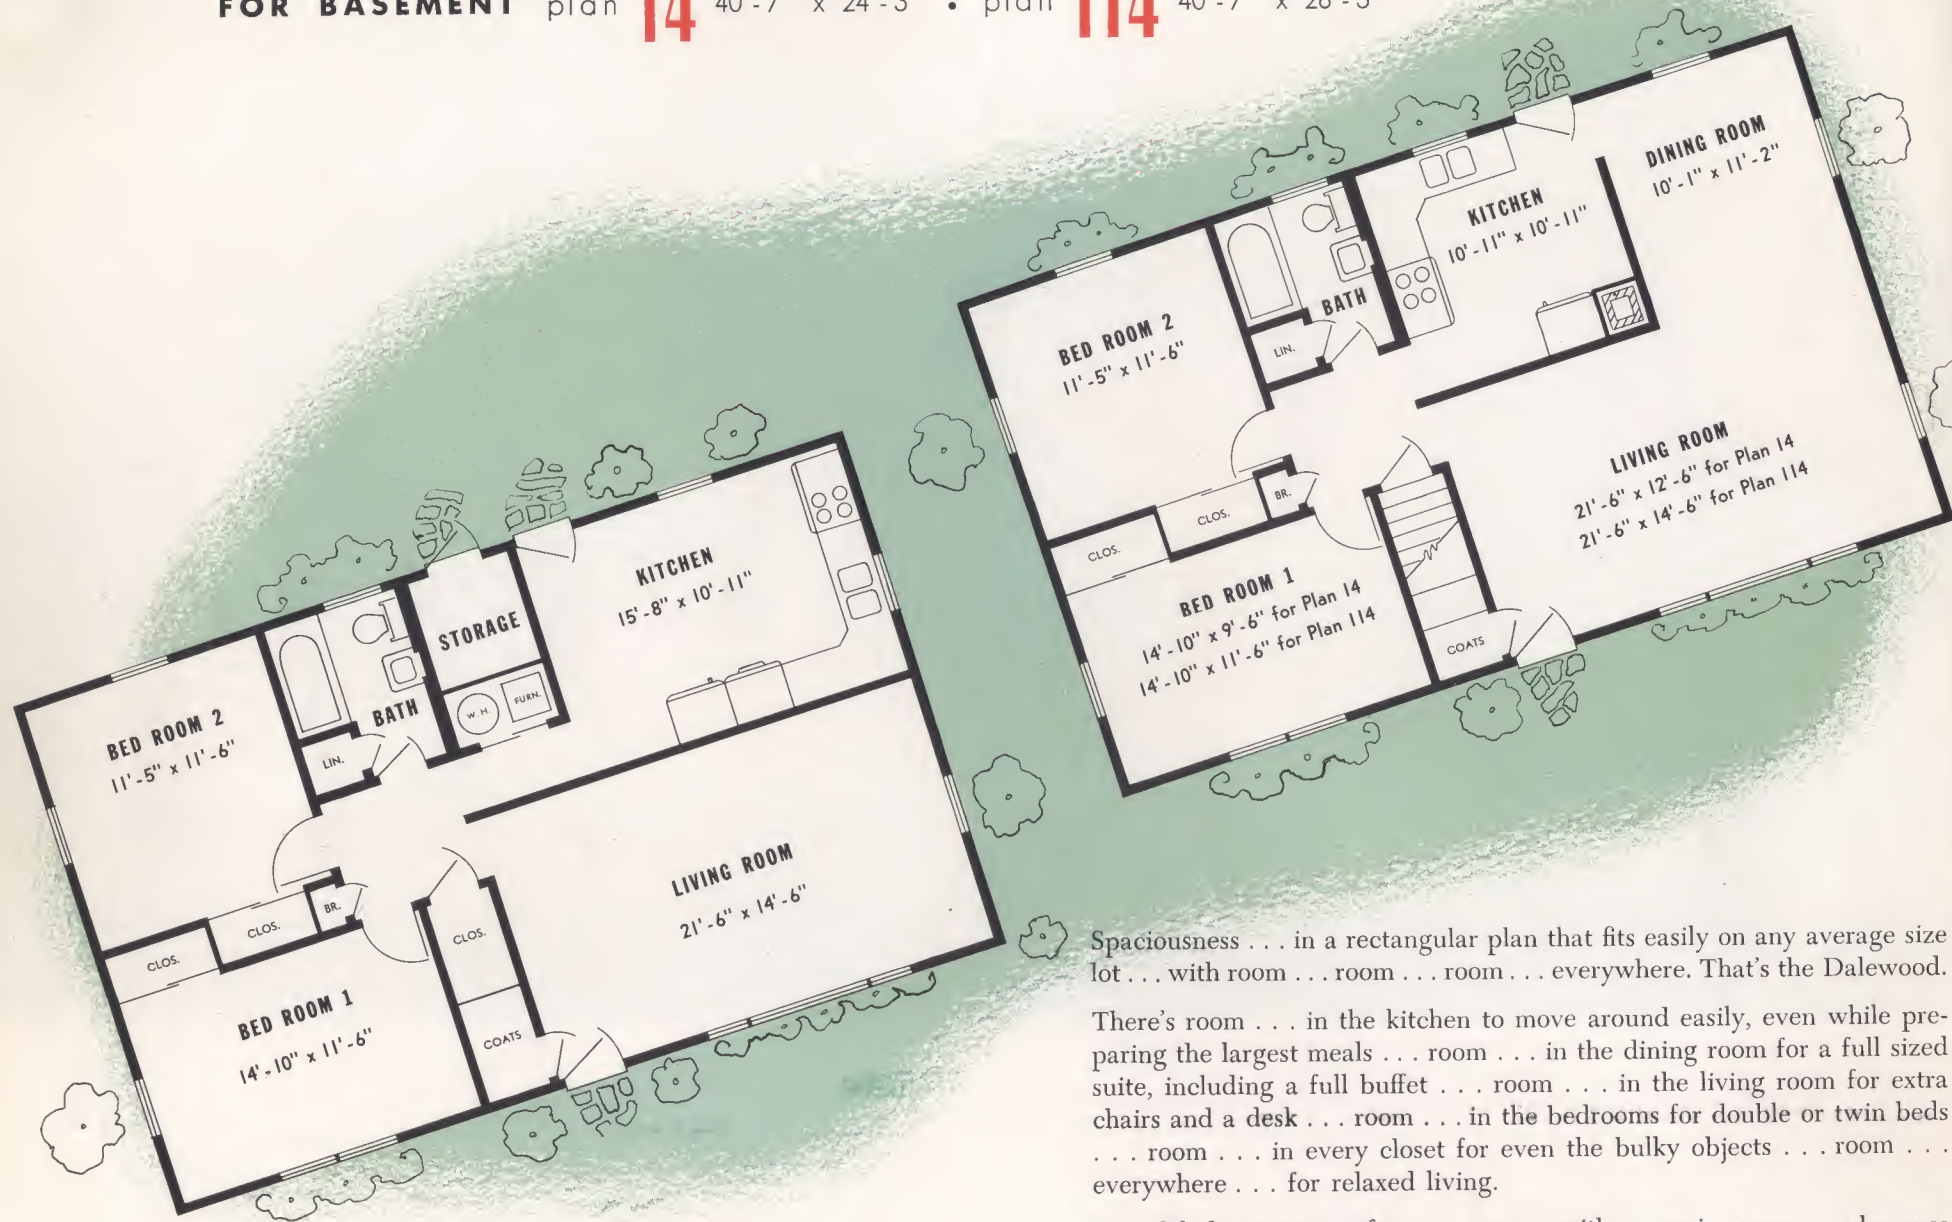 FOR BASEMENT plan 14 40'-7" x 24'-3" • plan 114 40'-7" x 26'-3"
BED ROOM 2
11'-5" x 11'-6"
BATH
LIN.
KITCHEN
10'-11" x 10'-11"
DINING ROOM
10'-1" x 11'-2"
CLOS.
CLOS.
BR.
BED ROOM 1
14'-10" x 9'-6" for Plan 14
14'-10" x 11'-6" for Plan 114
COATS
LIVING ROOM
21'-6" x 12'-6" for Plan 14
21'-6" x 14'-6" for Plan 114
BED ROOM 2
11'-5" x 11'-6"
BATH
LIN.
STORAGE
W. H.
FURN.
KITCHEN
15'-8" x 10'-11"
CLOS.
CLOS.
BR.
CLOS.
COATS
BED ROOM 1
14'-10" x 11'-6"
LIVING ROOM
21'-6" x 14'-6"
Spaciousness . . . in a rectangular plan that fits easily on any average size
lot . . . with room . . . room . . . room . . . everywhere. That's the Dalewood.
There's room . . . in the kitchen to move around easily, even while pre-
paring the largest meals . . . room . . . in the dining room for a full sized
suite, including a full buffet . . . room . . . in the living room for extra
chairs and a desk . . . room . . . in the bedrooms for double or twin beds
. . . room . . . in every closet for even the bulky objects . . . room . . .
everywhere . . . for relaxed living.